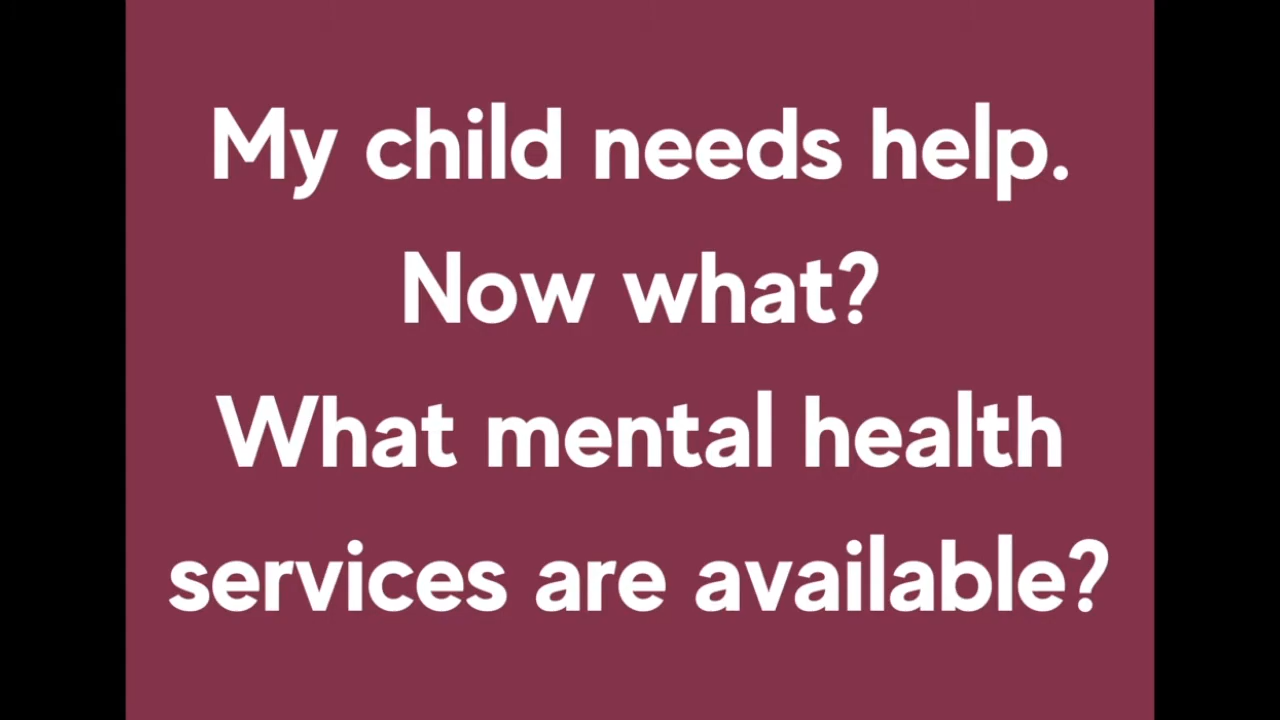 My child needs help.
Now what?
What mental health
services are available?